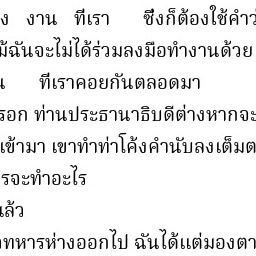 ง งาน ที่เรา ซึ่งก็ต้องใช้คำว
ม้ฉันจะไม่ได้ร่วมลงมือทำงานด้วย
น ที่เราคอยกันตลอดมา
รอก ท่านประธานาธิบดีต่างหากจะ
เข้ามา เขาทำท่าโค้งคำนับลงเต็มต
รจะทำอะไร
แล้ว
ทหารห่างออกไป ฉันได้แต่มองตา